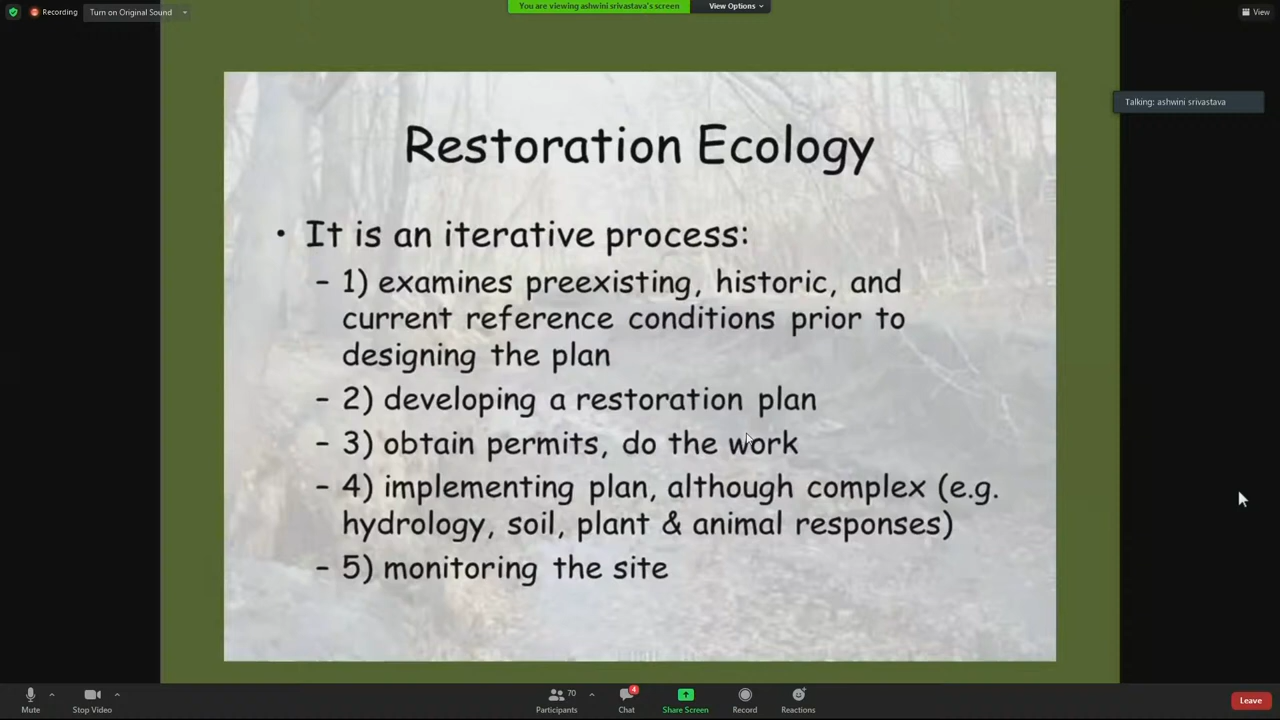 Recording
Turn on Original Sound
You are viewing ashwini srivastava's screen
View Options
View
Talking: ashwini srivastava
Restoration Ecology
• It is an iterative process:
– 1) examines preexisting, historic, and
current reference conditions prior to
designing the plan
– 2) developing a restoration plan
– 3) obtain permits, do the work
– 4) implementing plan, although complex (e.g.
hydrology, soil, plant & animal responses)
– 5) monitoring the site
Mute
Stop Video
70
Participants
4
Chat
Share Screen
Record
Reactions
Leave